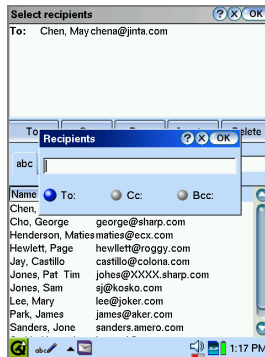 Select recipients ? X OK
To: Chen, May chena@jinta.com
To Delete
Recipients ? X OK
abc
To: Cc: Bcc:
Name
Chen,
Cho, George george@sharp.com
Henderson, Maties maties@ecx.com
Hewlett, Page hewllett@roggy.com
Jay, Castillo castillo@colona.com
Jones, Pat Tim johes@XXXX.sharp.com
Jones, Sam sj@kosko.com
Lee, Mary lee@joker.com
Park, James james@aker.com
Sanders, Jone sanders.amero.com
abc 1:17 PM